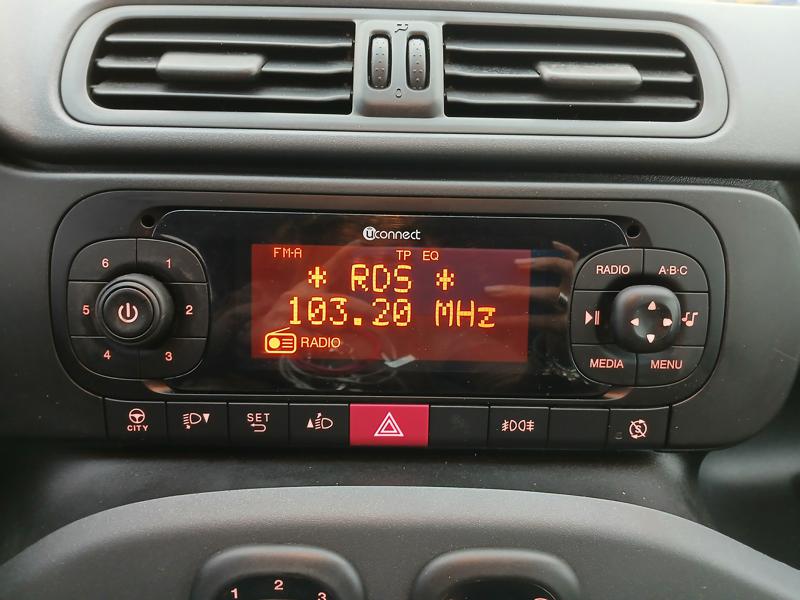 0
uconnect
FM-A TP EQ
* RDS *
103.20 MHz
RADIO
6 1
5 2
4 3
RADIO A·B·C
MEDIA MENU
CITY
SET
1 2 3